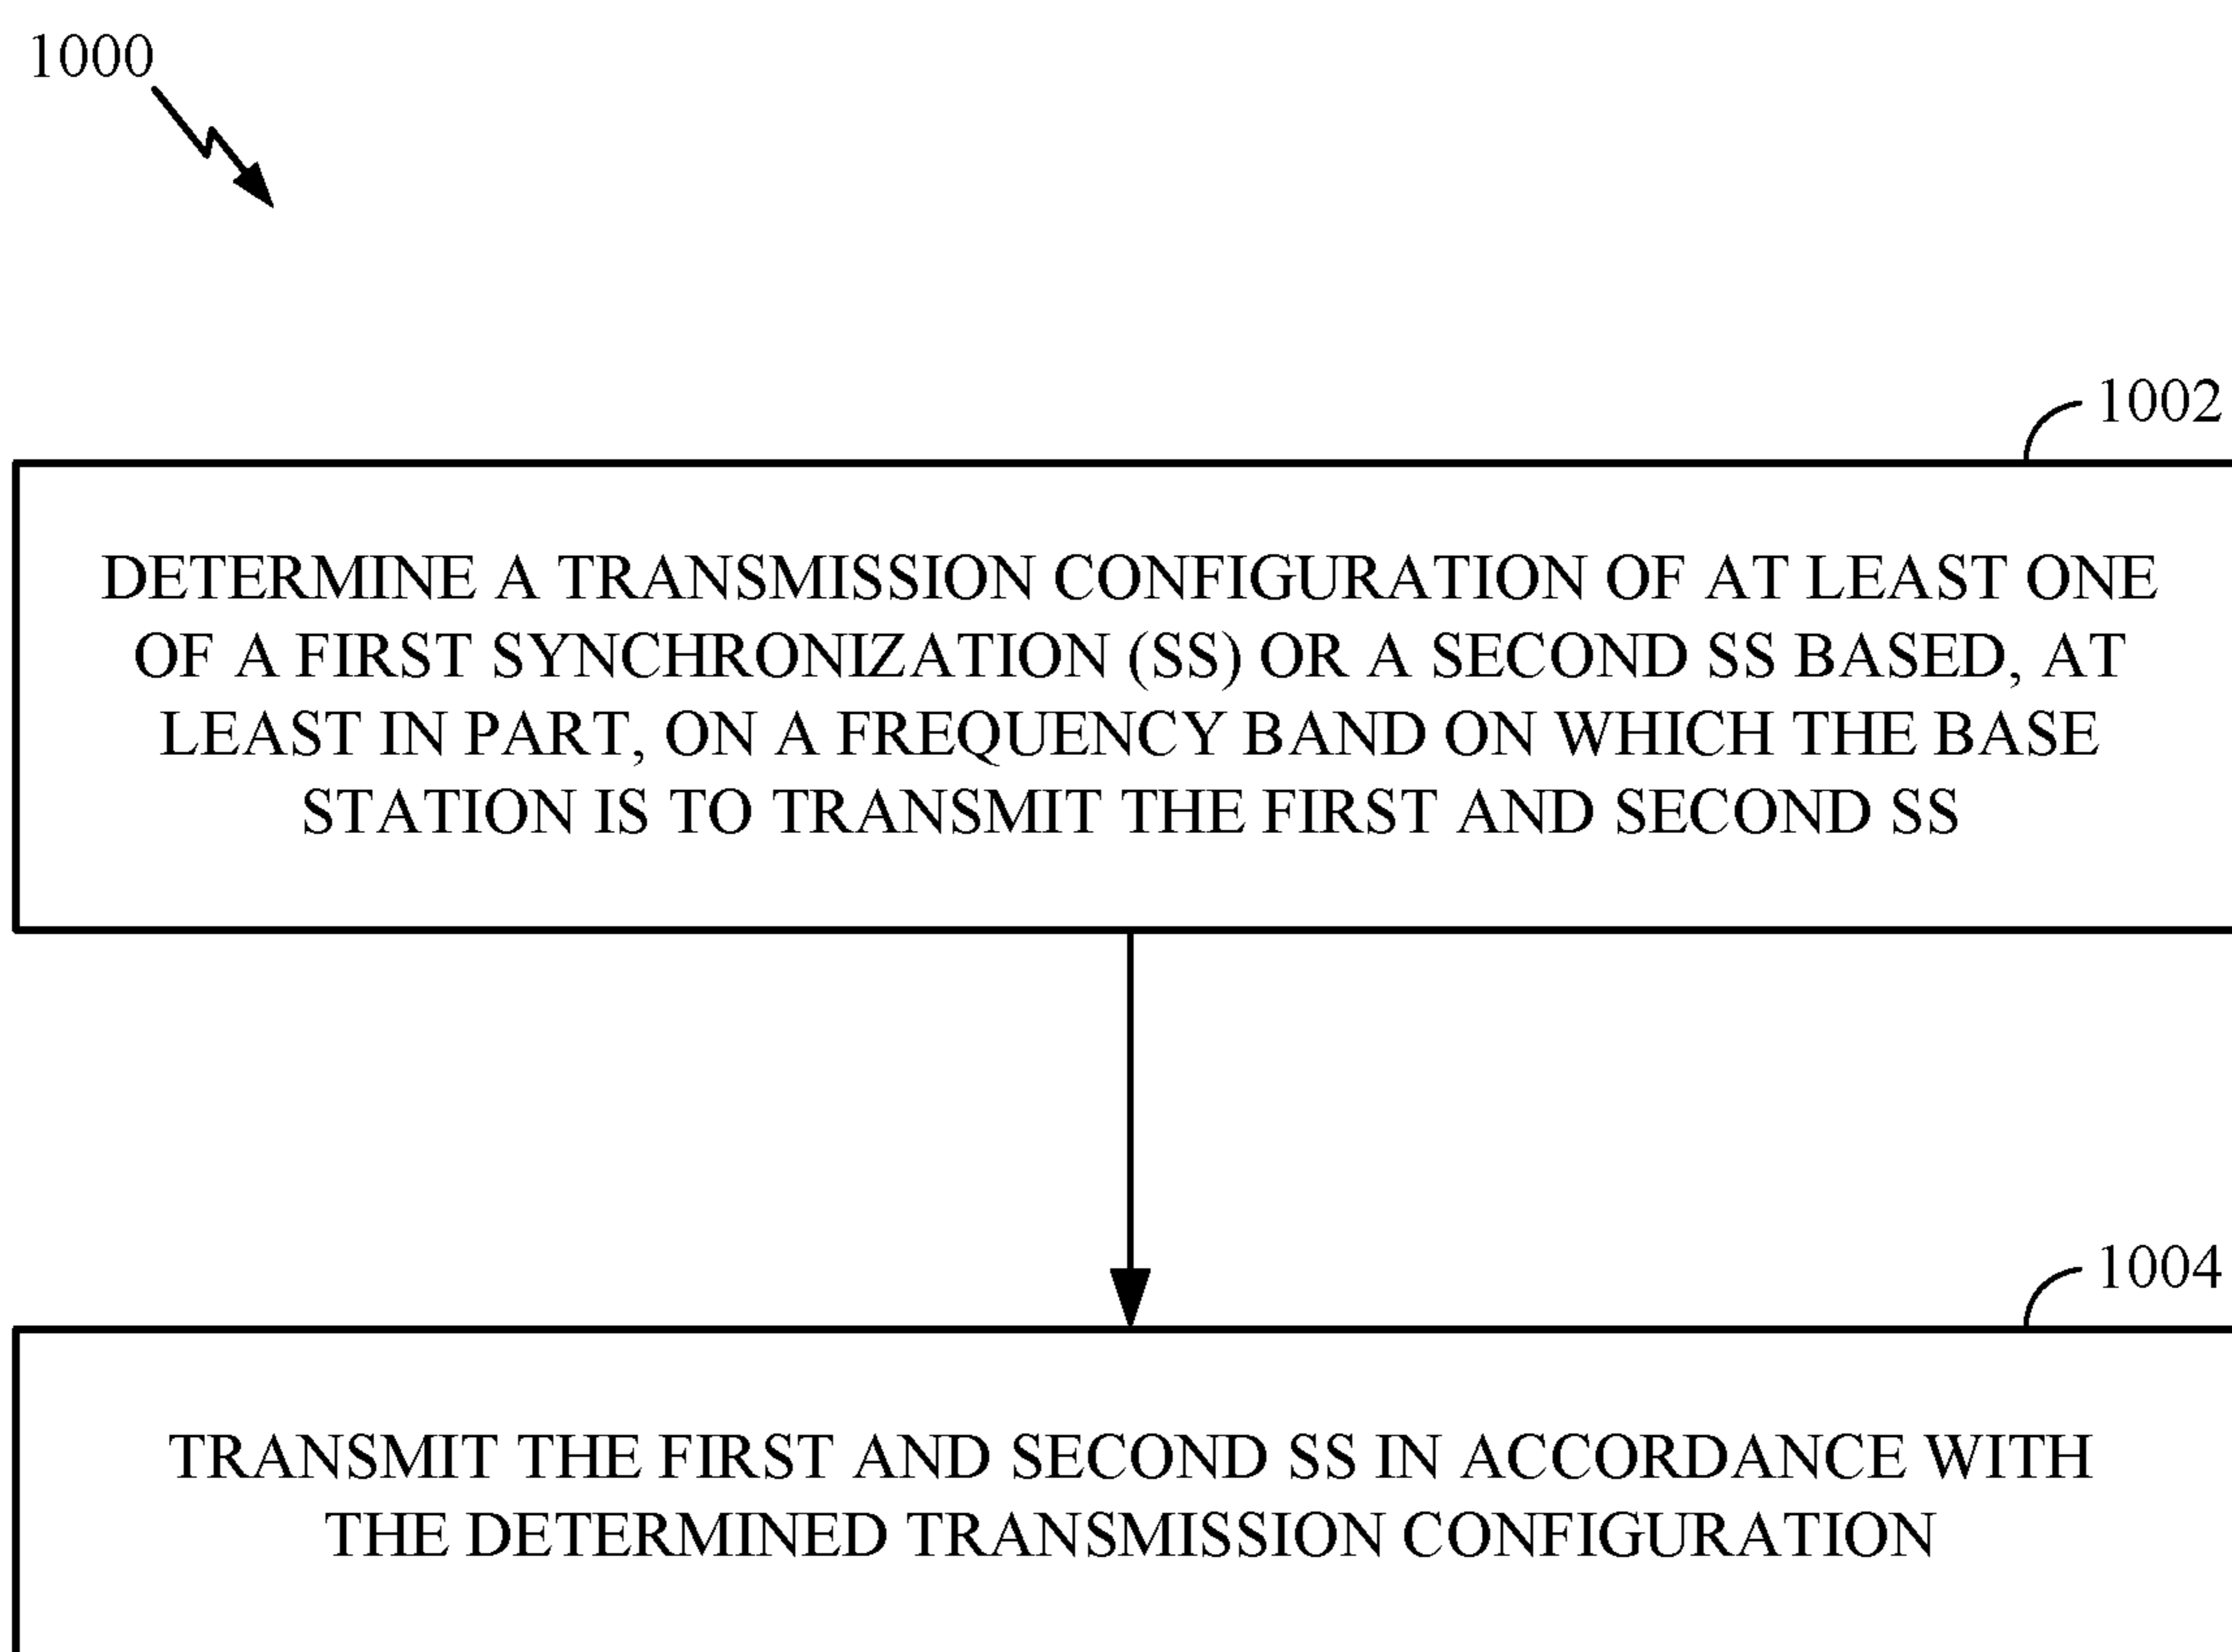 1000
1002
DETERMINE A TRANSMISSION CONFIGURATION OF AT LEAST ONE
OF A FIRST SYNCHRONIZATION (SS) OR A SECOND SS BASED, AT
LEAST IN PART, ON A FREQUENCY BAND ON WHICH THE BASE
STATION IS TO TRANSMIT THE FIRST AND SECOND SS
1004
TRANSMIT THE FIRST AND SECOND SS IN ACCORDANCE WITH
THE DETERMINED TRANSMISSION CONFIGURATION